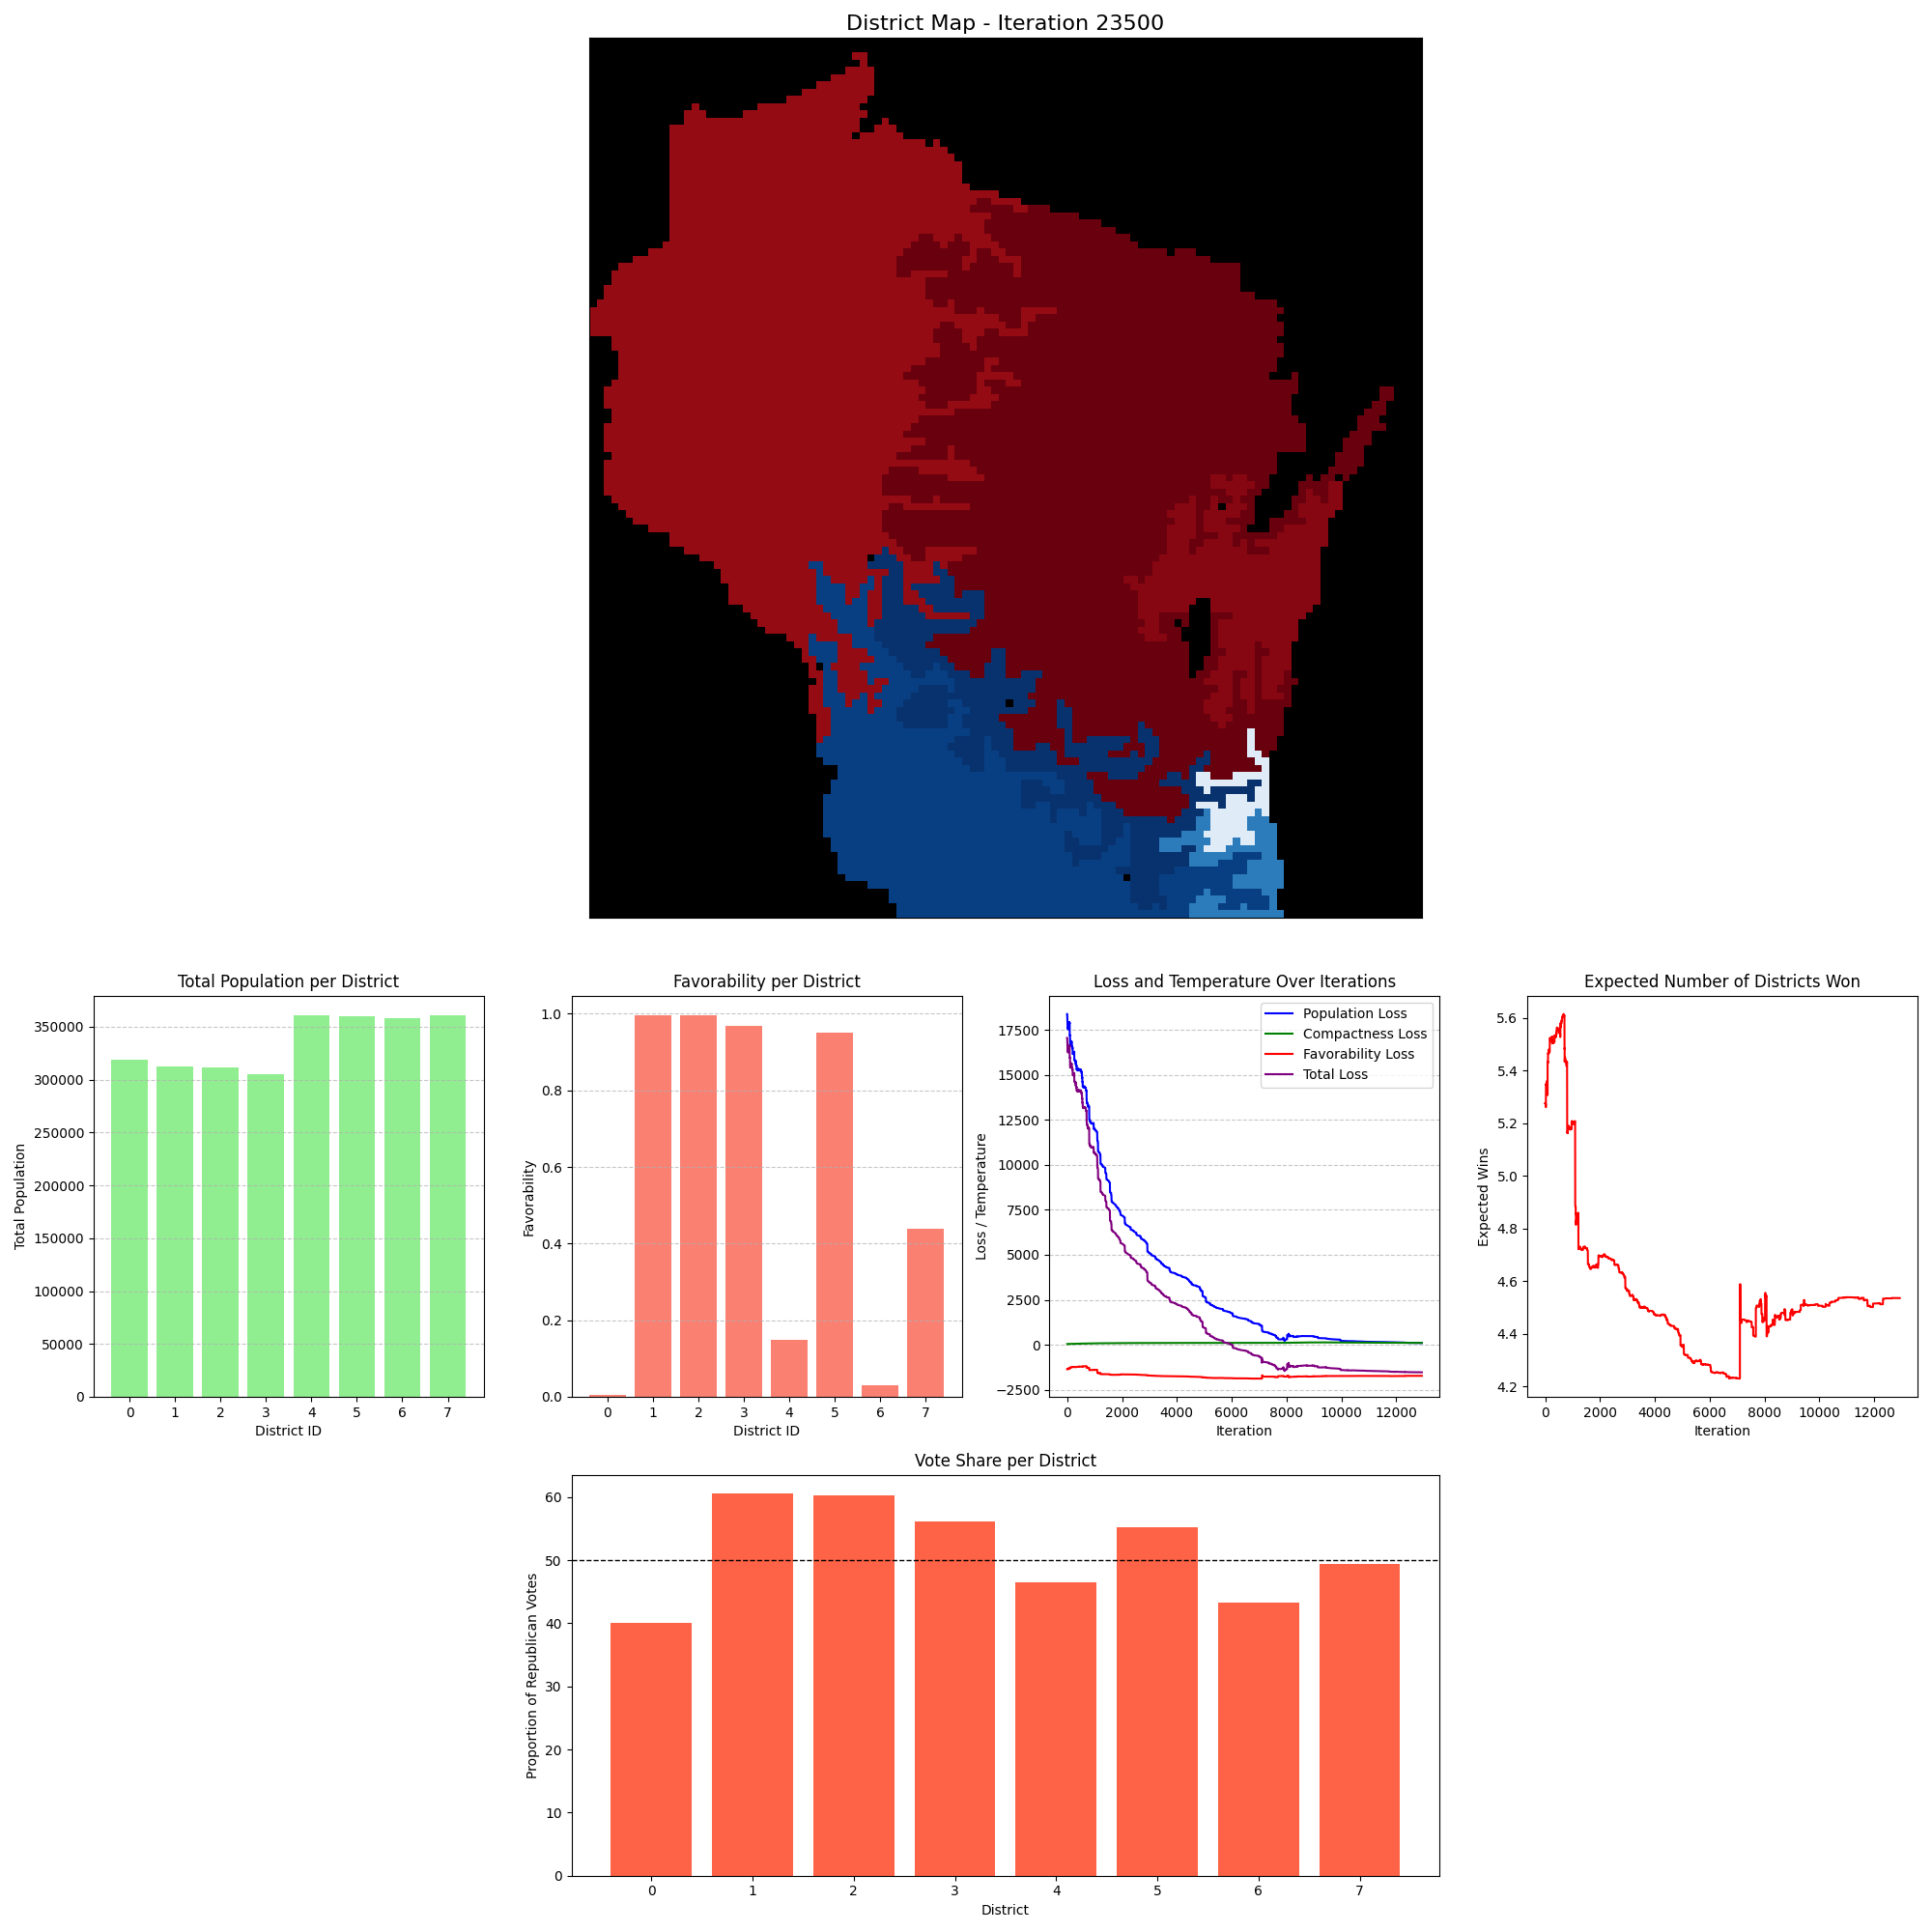 District Map - Iteration 23500
Total Population per District
Total Population
350000
300000
250000
200000
150000
100000
50000
0
0 1 2 3 4 5 6 7
District ID
Favorability per District
Favorability
1.0
0.8
0.6
0.4
0.2
0.0
0 1 2 3 4 5 6 7
District ID
Loss and Temperature Over Iterations
Loss / Temperature
17500
15000
12500
10000
7500
5000
2500
0
−2500
Population Loss
Compactness Loss
Favorability Loss
Total Loss
0 2000 4000 6000 8000 10000 12000
Iteration
Expected Number of Districts Won
Expected Wins
5.6
5.4
5.2
5.0
4.8
4.6
4.4
4.2
0 2000 4000 6000 8000 10000 12000
Iteration
Vote Share per District
Proportion of Republican Votes
60
50
40
30
20
10
0
0 1 2 3 4 5 6 7
District